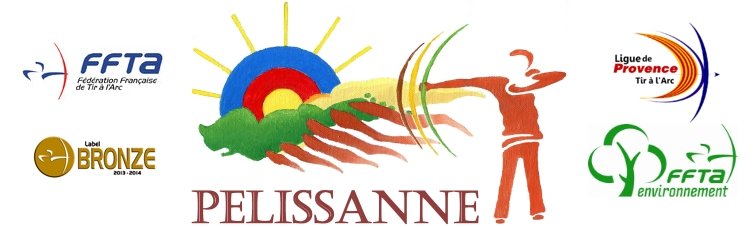 FFTA
Fédération Française
de Tir à l'Arc
Label
BRONZE
2013 - 2014
PELISSANNE
Ligue de
Provence
Tir à l'Arc
FFTA
environnement